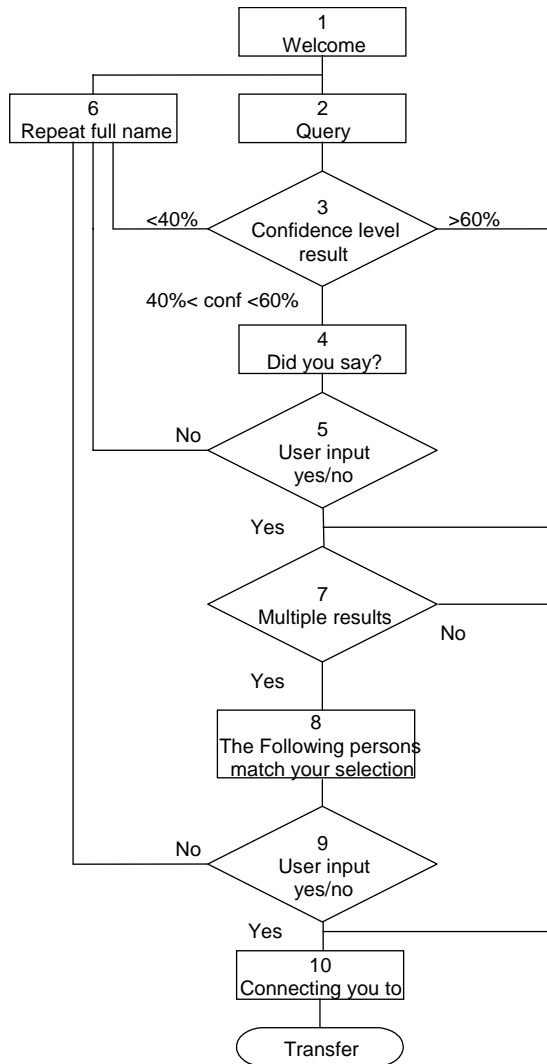 1
Welcome
6
Repeat full name
2
Query
<40%
3
Confidence level
result
>60%
40%< conf <60%
4
Did you say?
No
5
User input
yes/no
Yes
7
Multiple results
No
Yes
8
The Following persons
match your selection
No
9
User input
yes/no
Yes
10
Connecting you to
Transfer